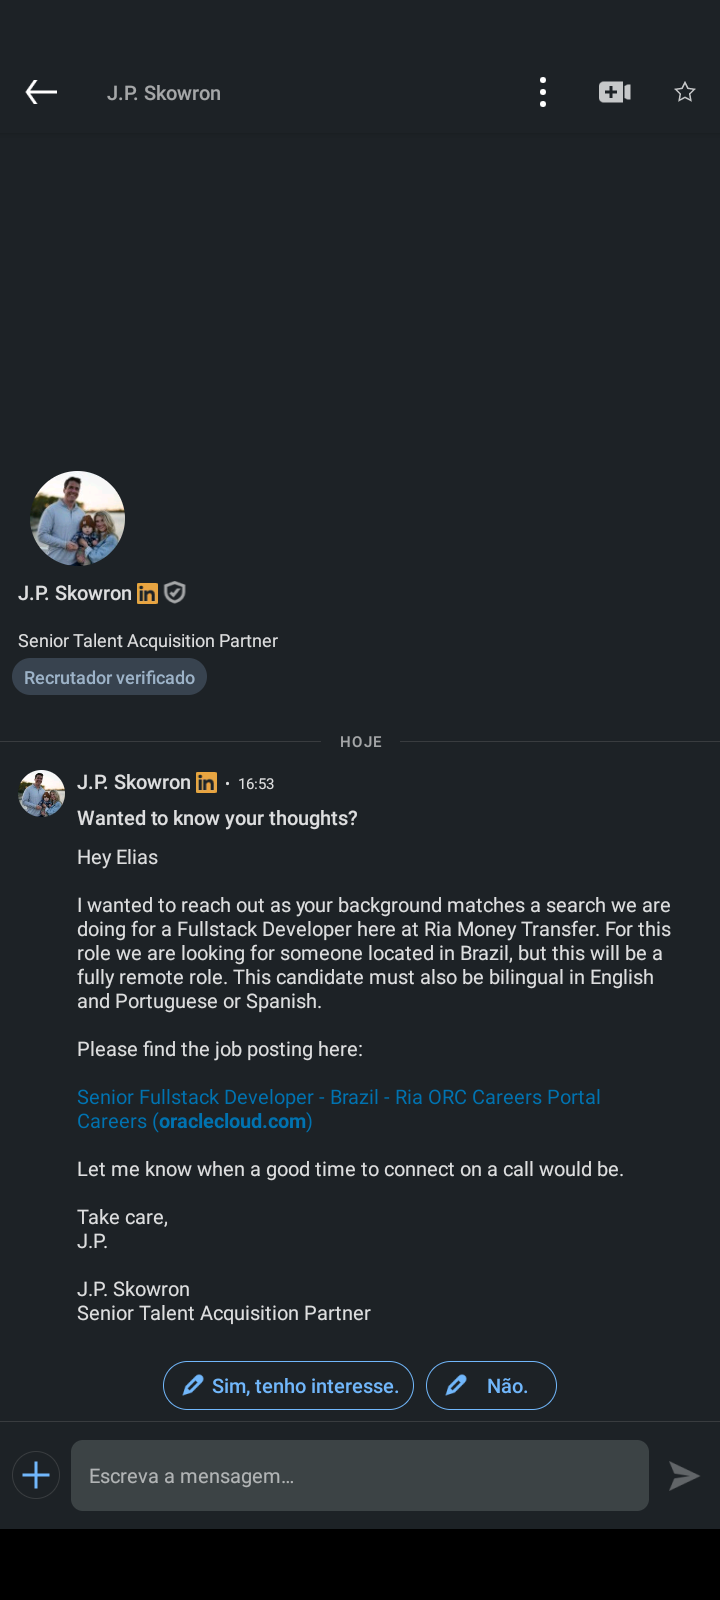 J.P. Skowron
J.P. Skowron in
Senior Talent Acquisition Partner
Recrutador verificado
HOJE
J.P. Skowron in • 16:53
Wanted to know your thoughts?
Hey Elias
I wanted to reach out as your background matches a search we are
doing for a Fullstack Developer here at Ria Money Transfer. For this
role we are looking for someone located in Brazil, but this will be a
fully remote role. This candidate must also be bilingual in English
and Portuguese or Spanish.
Please find the job posting here:
Senior Fullstack Developer - Brazil - Ria ORC Careers Portal
Careers (oraclecloud.com)
Let me know when a good time to connect on a call would be.
Take care,
J.P.
J.P. Skowron
Senior Talent Acquisition Partner
Sim, tenho interesse. Não.
Escreva a mensagem...